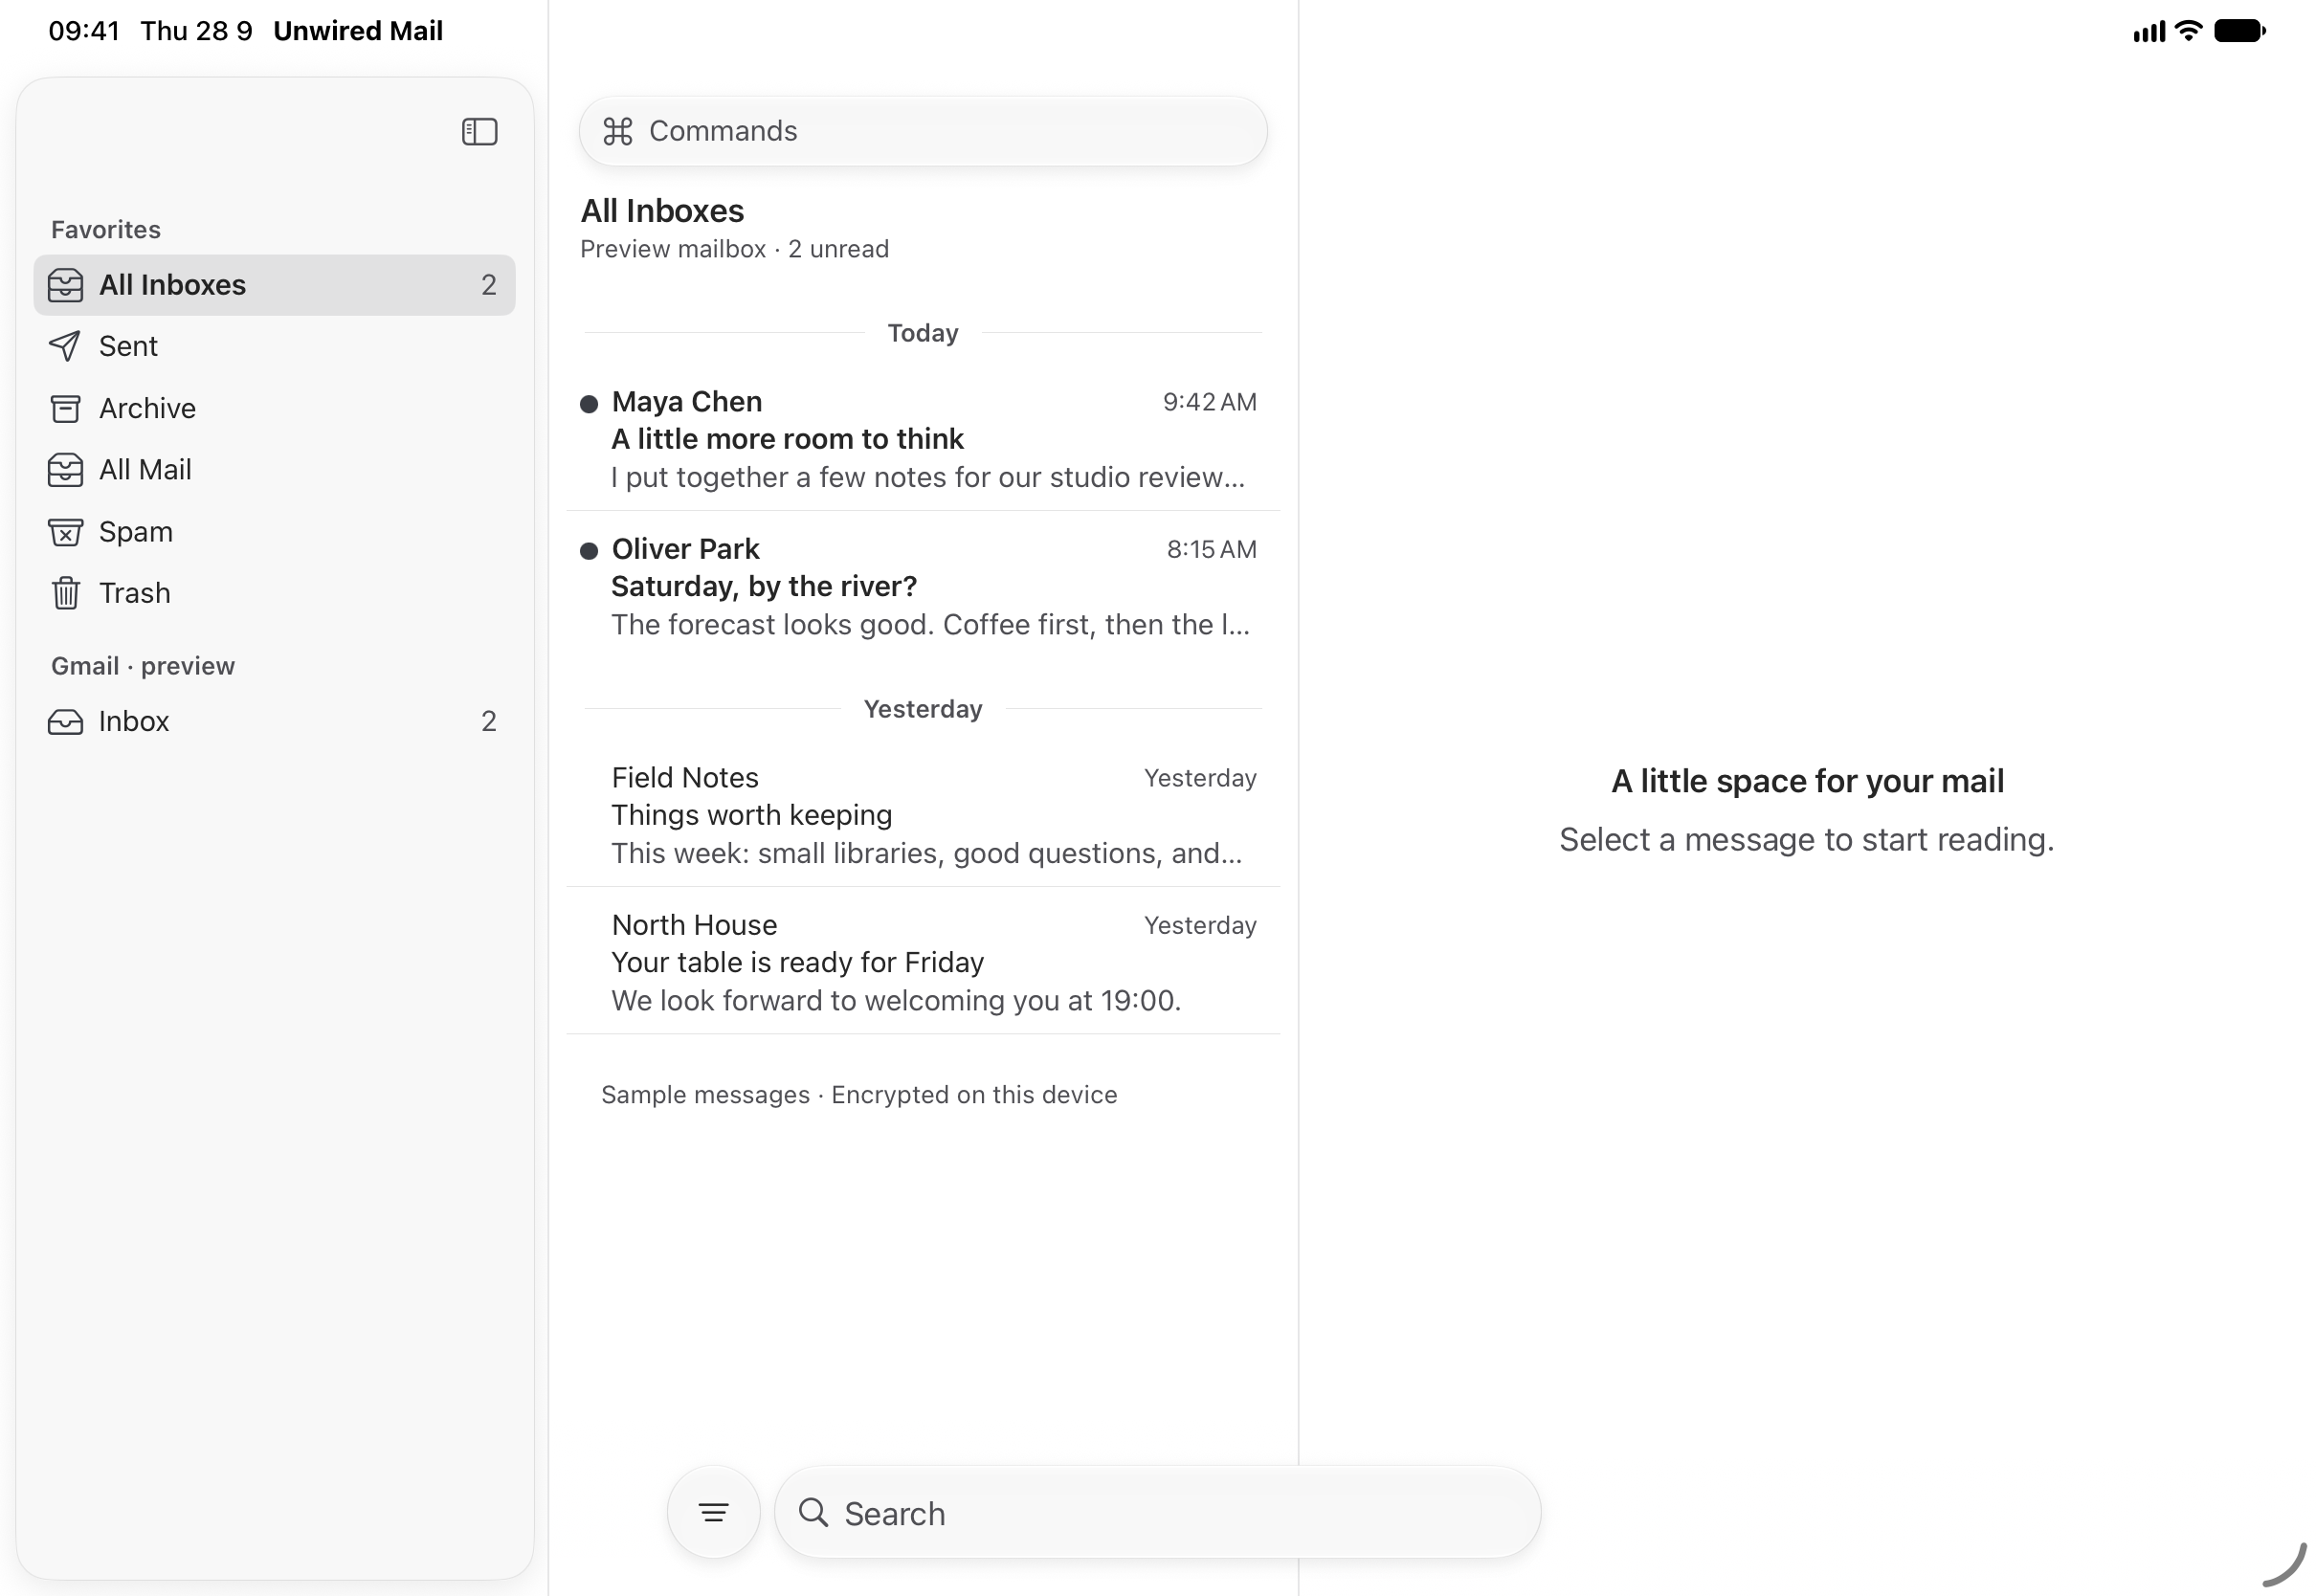 09:41 Thu 28 9 Unwired Mail
Favorites
All Inboxes 2
Sent
Archive
All Mail
Spam
Trash
Gmail · preview
Inbox 2
Commands
All Inboxes
Preview mailbox · 2 unread
Today
Maya Chen 9:42 AM
A little more room to think
I put together a few notes for our studio review...
Oliver Park 8:15 AM
Saturday, by the river?
The forecast looks good. Coffee first, then the l...
Yesterday
Field Notes Yesterday
Things worth keeping
This week: small libraries, good questions, and...
North House Yesterday
Your table is ready for Friday
We look forward to welcoming you at 19:00.
Sample messages · Encrypted on this device
Search
A little space for your mail
Select a message to start reading.